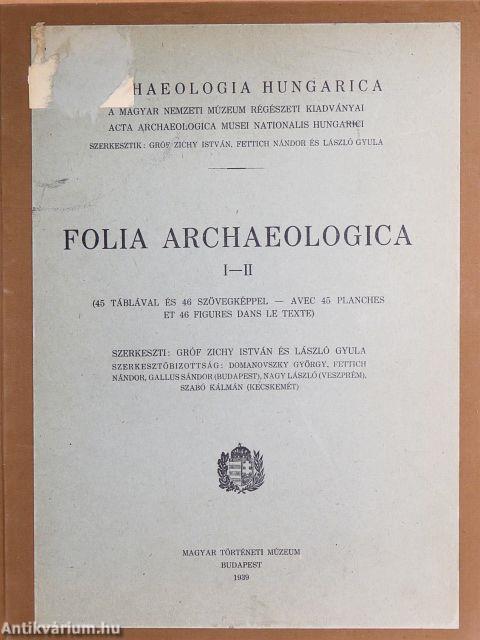 HAEOLOGIA HUNGARICA
A MAGYAR NEMZETI MÚZEUM RÉGÉSZETI KIADVÁNYAI
ACTA ARCHAEOLOGICA MUSEI NATIONALIS HUNGARICI
SZERKESZTIK: GRÓF ZICHY ISTVÁN, FETTICH NÁNDOR ÉS LÁSZLÓ GYULA
FOLIA ARCHAEOLOGICA
I—II
(45 TÁBLÁVAL ÉS 46 SZÖVEGKÉPPEL — AVEC 45 PLANCHES
ET 46 FIGURES DANS LE TEXTE)
SZERKESZTI: GRÓF ZICHY ISTVÁN ÉS LÁSZLÓ GYULA
SZERKESZTŐBIZOTTSÁG: DOMANOVSZKY GYÖRGY, FETTICH
NÁNDOR, GALLUS SÁNDOR (BUDAPEST), NAGY LÁSZLÓ (VESZPRÉM),
SZABÓ KÁLMÁN (KECSKEMÉT)
MAGYAR TÖRTÉNETI MÚZEUM
BUDAPEST
1939
Antikvárium.hu